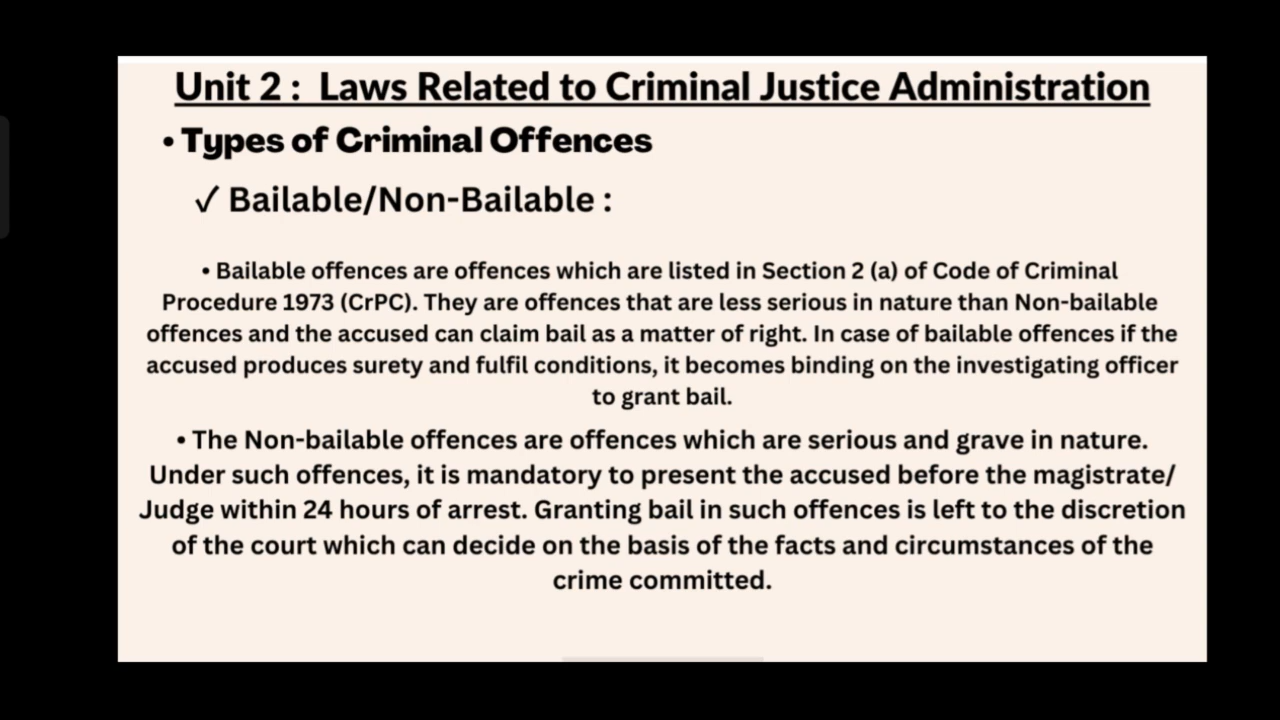 Unit 2 :  Laws Related to Criminal Justice Administration
• Types of Criminal Offences
✓ Bailable/Non-Bailable :
• Bailable offences are offences which are listed in Section 2 (a) of Code of Criminal
Procedure 1973 (CrPC). They are offences that are less serious in nature than Non-bailable
offences and the accused can claim bail as a matter of right. In case of bailable offences if the
accused produces surety and fulfil conditions, it becomes binding on the investigating officer
to grant bail.
• The Non-bailable offences are offences which are serious and grave in nature.
Under such offences, it is mandatory to present the accused before the magistrate/
Judge within 24 hours of arrest. Granting bail in such offences is left to the discretion
of the court which can decide on the basis of the facts and circumstances of the
crime committed.